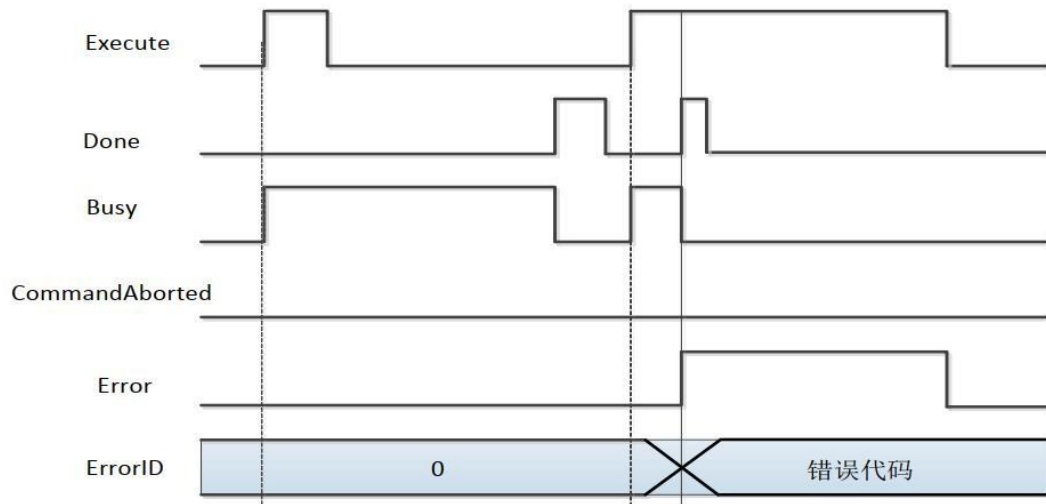 Execute
Done
Busy
CommandAborted
Error
ErrorID
0
错误代码